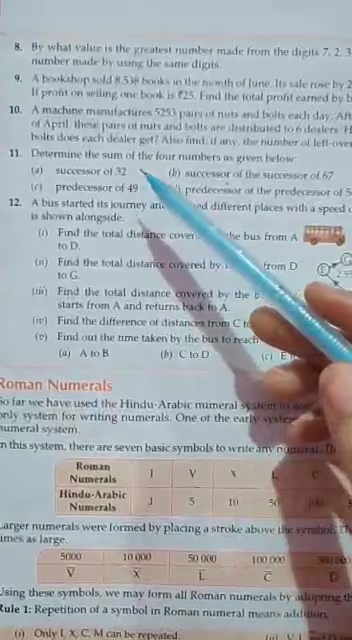 8. By what value is the greatest number made from the digits 7, 2, 3
number made by using the same digits.
9. A bookshop sold 8,538 books in the month of June. Its sale rose by 2
If profit on selling one book is ₹25. Find the total profit earned by b
10. A machine manufactures 5253 pairs of nuts and bolts each day. Aft
of April, these pairs of nuts and bolts are distributed to 6 dealers. H
bolts does each dealer get? Also find, if any, the number of left-over
11. Determine the sum of the four numbers as given below:
(a) successor of 32 (b) successor of the successor of 67
(c) predecessor of 49 predecessor of the predecessor of 5
12. A bus started its journey and different places with a speed
is shown alongside.
(i) Find the total distance the bus from A
to D.
(ii) Find the total distance covered by from D
to G.
(iii) Find the total distance covered by the
starts from A and returns back to A.
(iv) Find the difference of distances from C to
(v) Find out the time taken by the bus to reach
(a) A to B (b) C to D (c) E
Roman Numerals
So far we have used the Hindu-Arabic numeral system
only system for writing numerals. One of the early
numeral system.
In this system, there are seven basic symbols to write any numeral.
Roman Numerals I V X L C
Hindu-Arabic Numerals 1 5 10 50
Larger numerals were formed by placing a stroke above the symbol.
times as large.
5000 10 000 50 000 100 000
V̅ X̅ L̅ C̅ D̅
Using these symbols, we may form all Roman numerals by adopting th
Rule 1: Repetition of a symbol in Roman numeral means addition.
(i) Only I, X, C, M can be repeated.